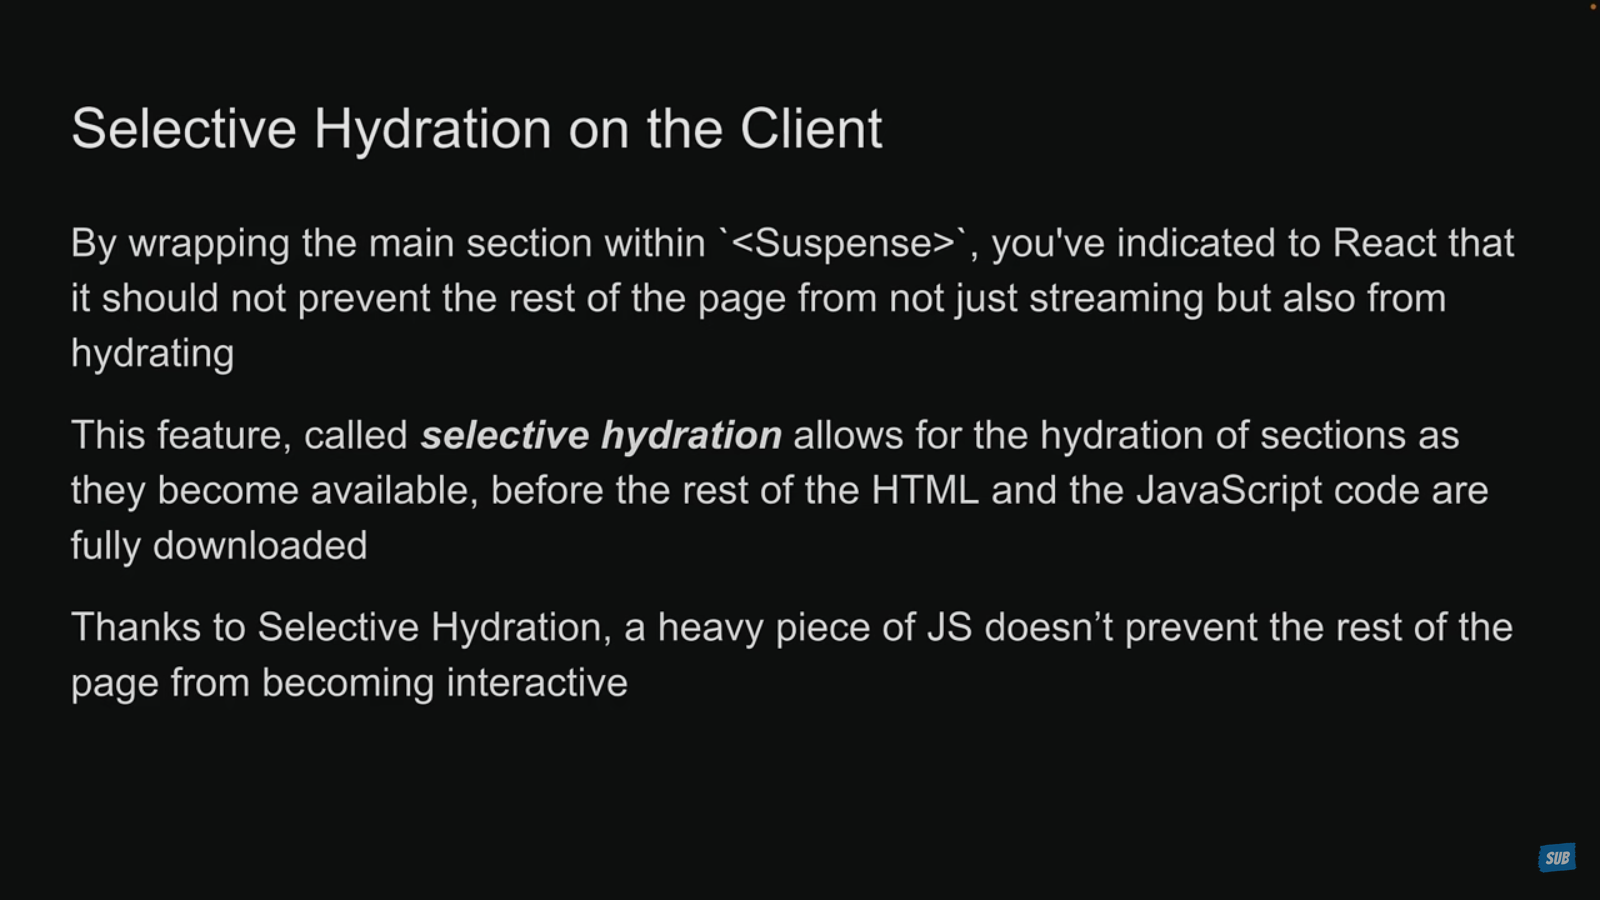 Selective Hydration on the Client
By wrapping the main section within `<Suspense>`, you've indicated to React that
it should not prevent the rest of the page from not just streaming but also from
hydrating
This feature, called selective hydration allows for the hydration of sections as
they become available, before the rest of the HTML and the JavaScript code are
fully downloaded
Thanks to Selective Hydration, a heavy piece of JS doesn’t prevent the rest of the
page from becoming interactive
SUB